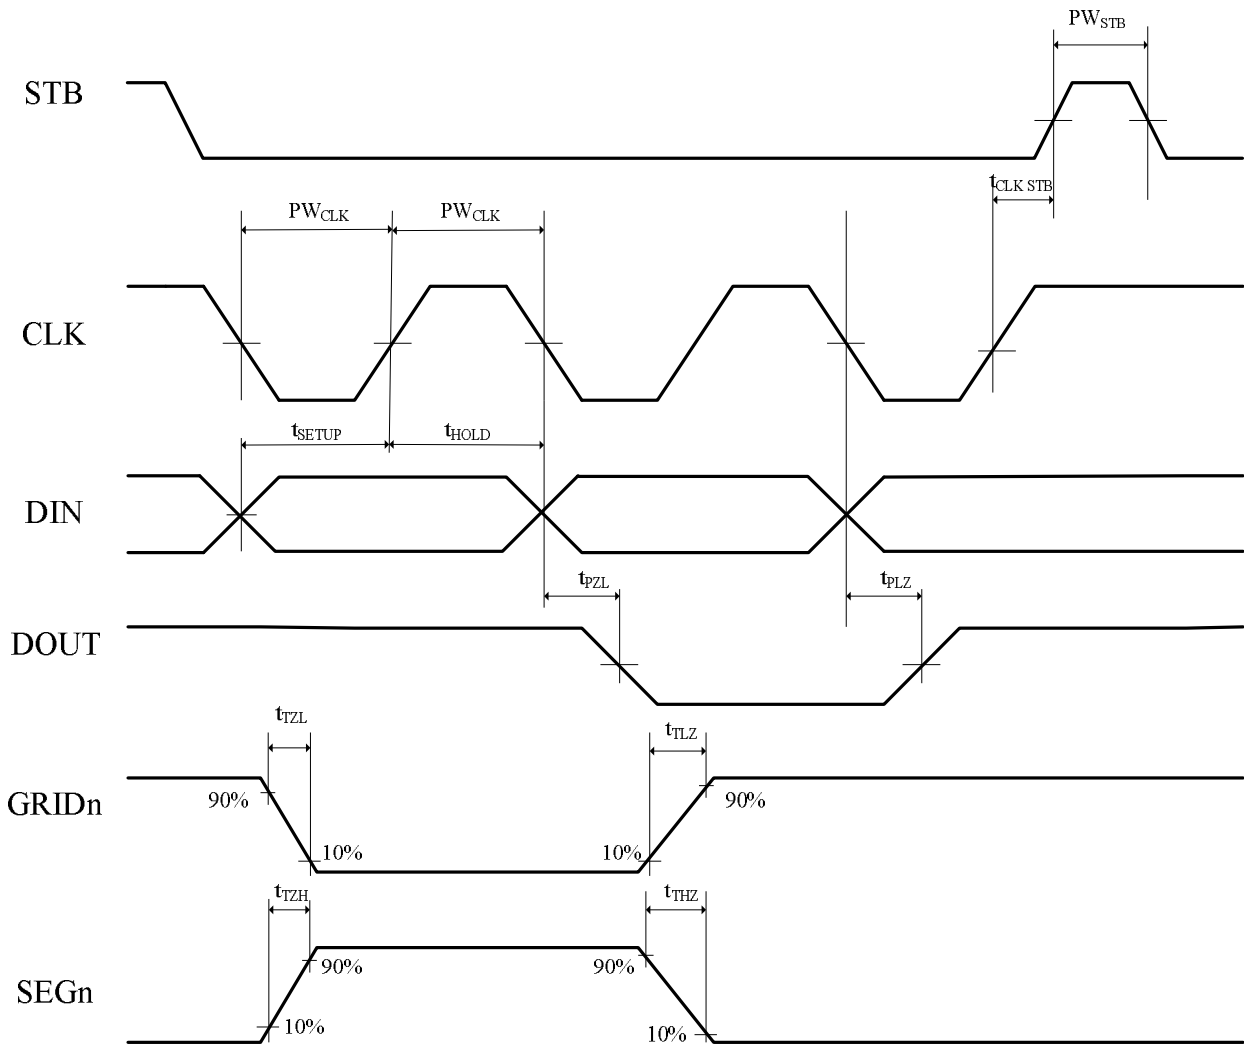 PWSTB
STB
tCLK STB
PWCLK PWCLK
CLK
tSETUP tHOLD
DIN
tPZL tPLZ
DOUT
tTZL tTLZ
GRIDn 90% 90%
10% 10%
tTZH tTHZ
90% 90%
SEGn
10% 10%